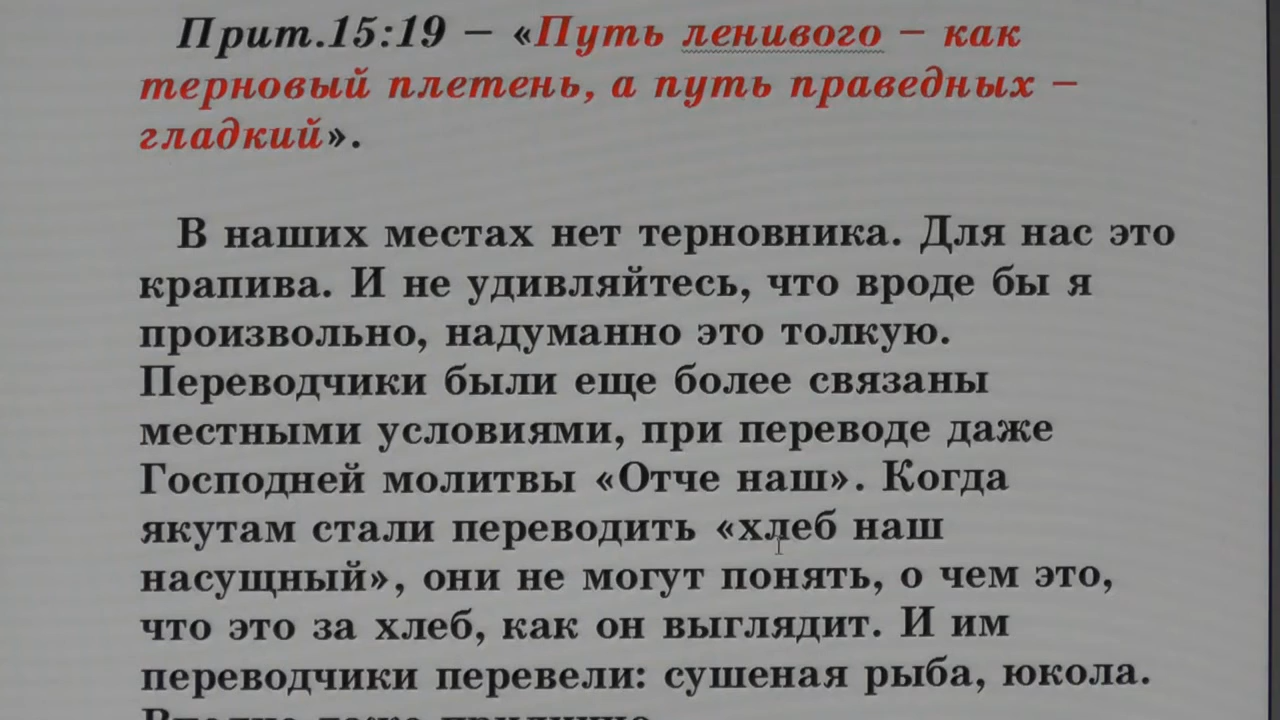 Прит.15:19 – «Путь ленивого – как
терновый плетень, а путь праведных –
гладкий».
В наших местах нет терновника. Для нас это
крапива. И не удивляйтесь, что вроде бы я
произвольно, надуманно это толкую.
Переводчики были еще более связаны
местными условиями, при переводе даже
Господней молитвы «Отче наш». Когда
якутам стали переводить «хлеб наш
насущный», они не могут понять, о чем это,
что это за хлеб, как он выглядит. И им
переводчики перевели: сушеная рыба, юкола.